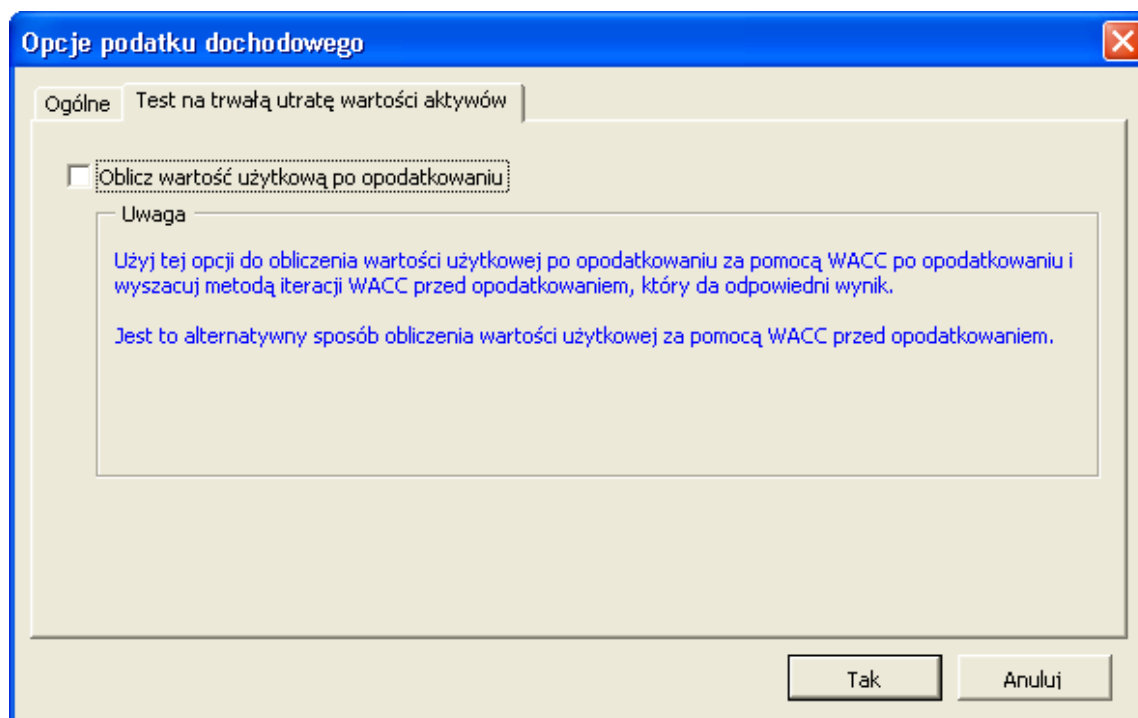 Opcje podatku dochodowego
Ogólne
Test na trwałą utratę wartości aktywów
Oblicz wartość użytkową po opodatkowaniu
Uwaga
Użyj tej opcji do obliczenia wartości użytkowej po opodatkowaniu za pomocą WACC po opodatkowaniu i
wyszacuj metodą iteracji WACC przed opodatkowaniem, który da odpowiedni wynik.
Jest to alternatywny sposób obliczenia wartości użytkowej za pomocą WACC przed opodatkowaniem.
Tak
Anuluj